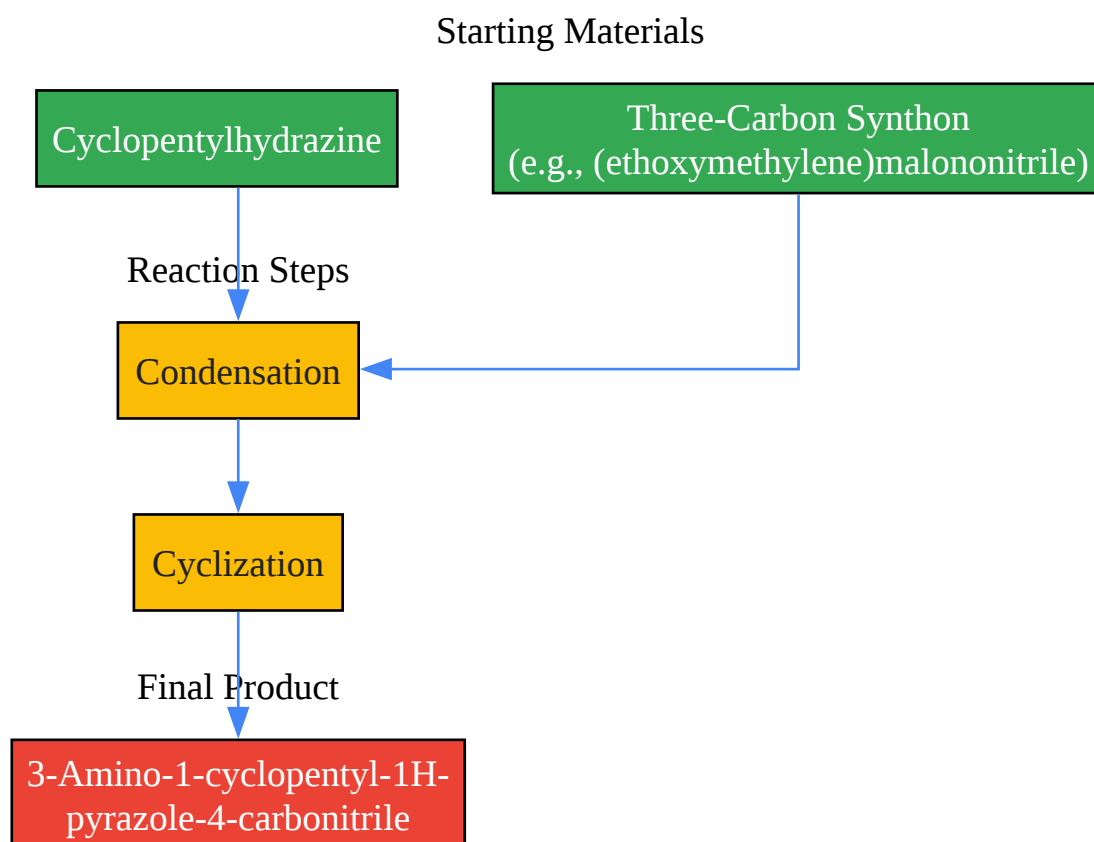 Starting Materials
Cyclopentylhydrazine
Three-Carbon Synthon
(e.g., (ethoxymethylene)malononitrile)
Reaction Steps
Condensation
Cyclization
Final Product
3-Amino-1-cyclopentyl-1H-
pyrazole-4-carbonitrile